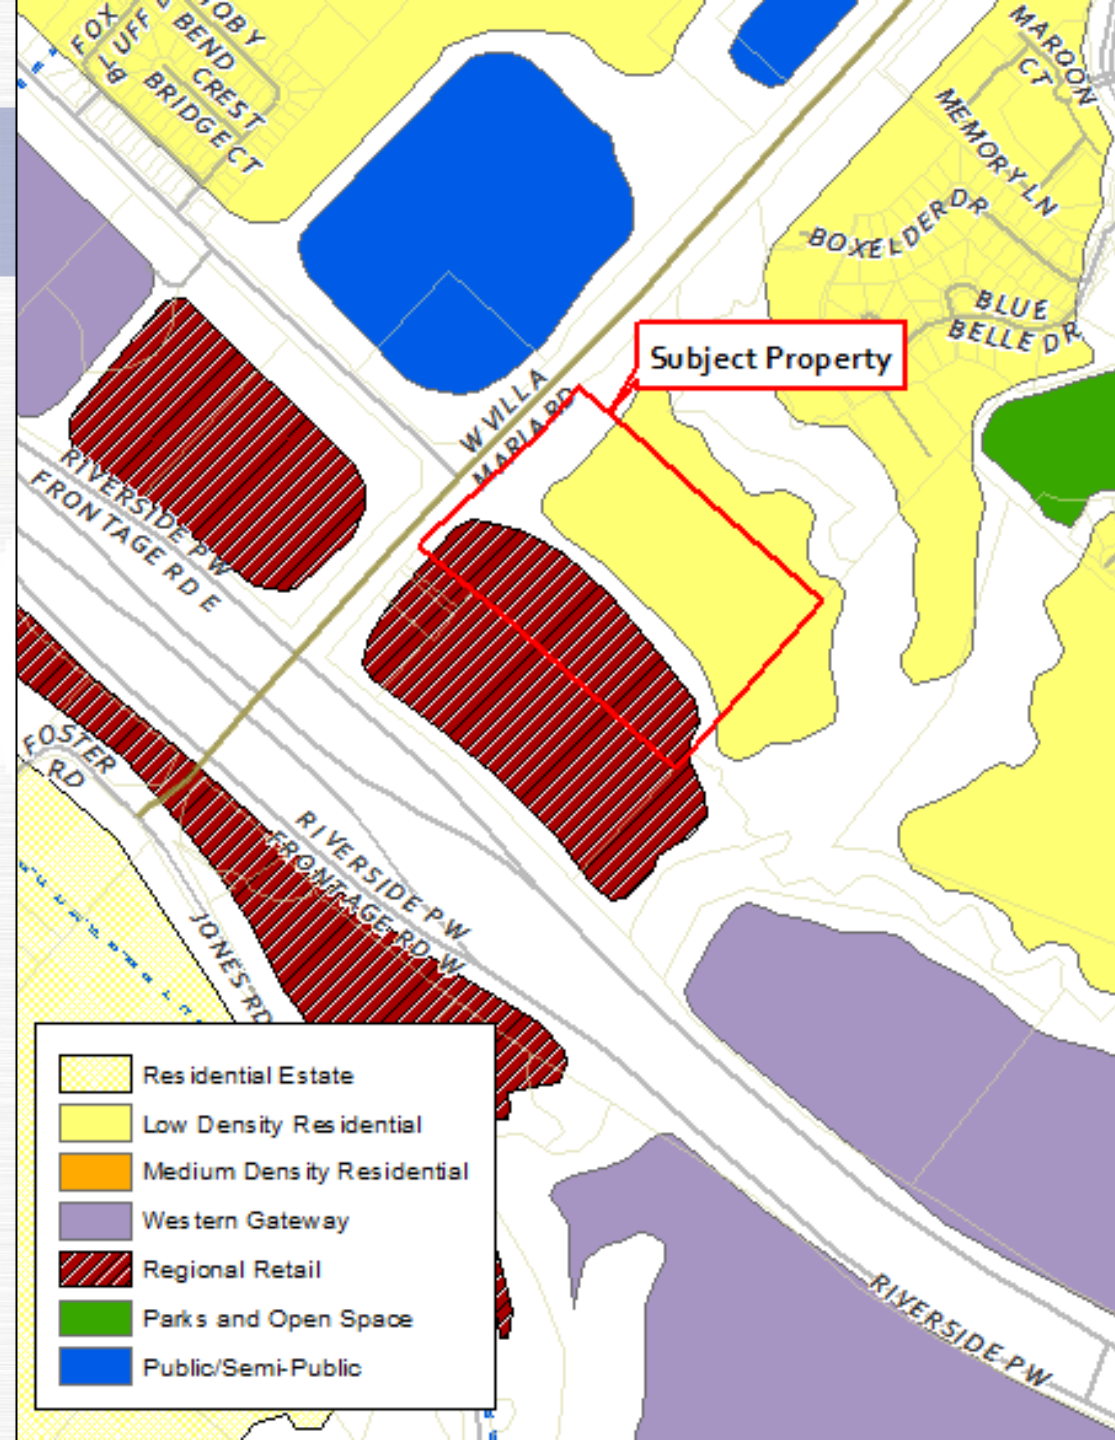 FOX
UFF
TOBY
BEND
CREST
BRIDGE CT
MAROON
CT
MEMORY LN
BOXELDER DR
BLUE
BELLE DR
Subject Property
W VILLA
MARIA RD
RIVERSIDE PW
FRONTAGE RD E
FOSTER
RD
RIVERSIDE PW
FRONTAGE RD W
JONES RD
Residential Estate
Low Density Residential
Medium Density Residential
Western Gateway
Regional Retail
Parks and Open Space
Public/Semi-Public
RIVERSIDE PW